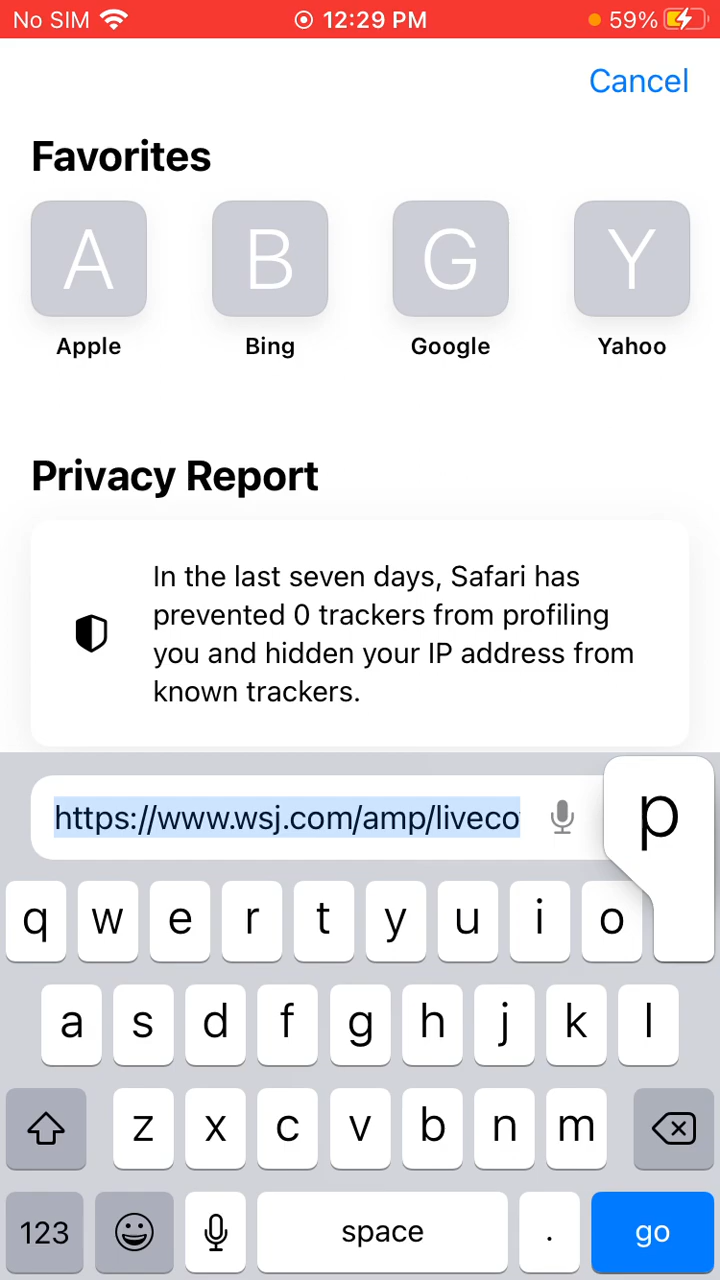 No SIM 12:29 PM 59%
Cancel
Favorites
A B G Y
Apple Bing Google Yahoo
Privacy Report
In the last seven days, Safari has
prevented 0 trackers from profiling
you and hidden your IP address from
known trackers.
https://www.wsj.com/amp/liveco
p
q w e r t y u i o
a s d f g h j k l
z x c v b n m
123 space . go